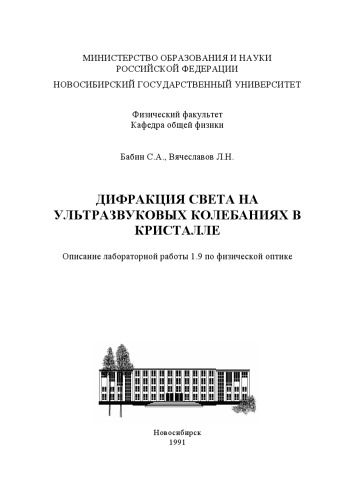 МИНИСТЕРСТВО ОБРАЗОВАНИЯ И НАУКИ
РОССИЙСКОЙ ФЕДЕРАЦИИ
НОВОСИБИРСКИЙ ГОСУДАРСТВЕННЫЙ УНИВЕРСИТЕТ
Физический факультет
Кафедра общей физики
Бабин С.А., Вячеславов Л.Н.
ДИФРАКЦИЯ СВЕТА НА
УЛЬТРАЗВУКОВЫХ КОЛЕБАНИЯХ В
КРИСТАЛЛЕ
Описание лабораторной работы 1.9 по физической оптике
Новосибирск
1991